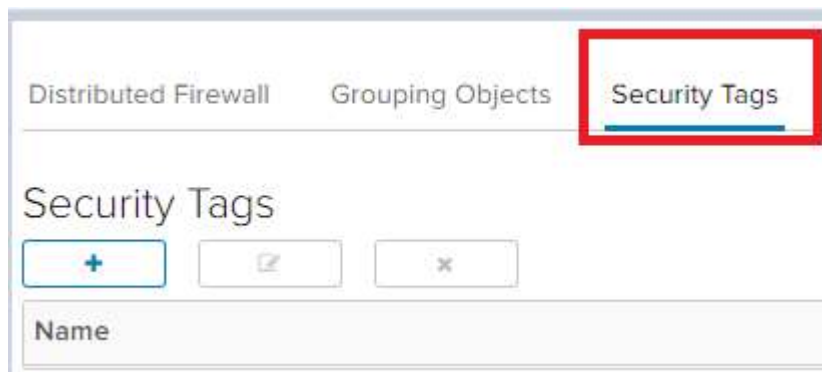 Distributed Firewall Grouping Objects Security Tags
Security Tags
Name